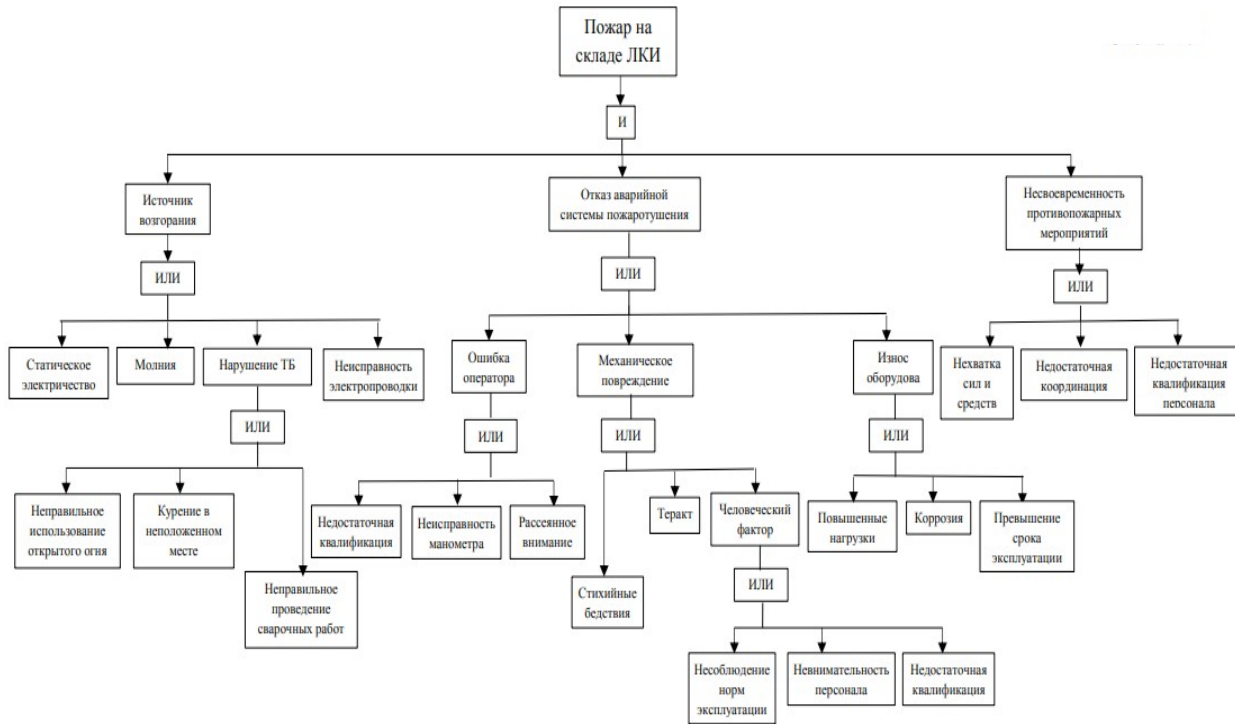 Пожар на
складе ЛКИ
И
Источник
возгорания
Отказ аварийной
системы пожаротушения
Несвоевременность
противопожарных
мероприятий
ИЛИ
ИЛИ
ИЛИ
Статическое
электричество
Молния
Нарушение ТБ
Неисправность
электропроводки
Ошибка
оператора
Механическое
повреждение
Износ
оборудова
Нехватка
сил и
средств
Недостаточная
координация
Недостаточная
квалификация
персонала
ИЛИ
ИЛИ
ИЛИ
ИЛИ
Неправильное
использование
открытого огня
Курение в
неположенном
месте
Неправильное
проведение
сварочных работ
Недостаточная
квалификация
Неисправность
манометра
Рассеянное
внимание
Стихийные
бедствия
Теракт
Человеческий
фактор
Повышенные
нагрузки
Коррозия
Превышение
срока
эксплуатации
ИЛИ
Несоблюдение
норм
эксплуатации
Невнимательность
персонала
Недостаточная
квалификация